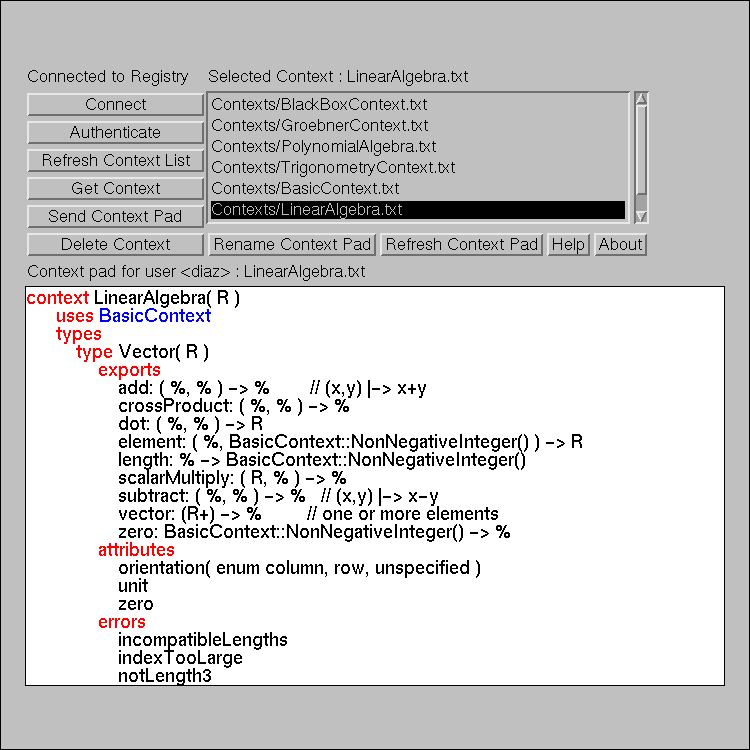 Connected to Registry Selected Context : LinearAlgebra.txt
Connect
Authenticate
Refresh Context List
Get Context
Send Context Pad
Contexts/BlackBoxContext.txt
Contexts/GroebnerContext.txt
Contexts/PolynomialAlgebra.txt
Contexts/TrigonometryContext.txt
Contexts/BasicContext.txt
Contexts/LinearAlgebra.txt
Delete Context Rename Context Pad Refresh Context Pad Help About
Context pad for user <diaz> : LinearAlgebra.txt
context LinearAlgebra( R )
uses BasicContext
types
type Vector( R )
exports
add: ( %, % ) -> % // (x,y) |-> x+y
crossProduct: ( %, % ) -> %
dot: ( %, % ) -> R
element: ( %, BasicContext::NonNegativeInteger() ) -> R
length: % -> BasicContext::NonNegativeInteger()
scalarMultiply: ( R, % ) -> %
subtract: ( %, % ) -> % // (x,y) |-> x-y
vector: (R+) -> % // one or more elements
zero: BasicContext::NonNegativeInteger() -> %
attributes
orientation( enum column, row, unspecified )
unit
zero
errors
incompatibleLengths
indexTooLarge
notLength3